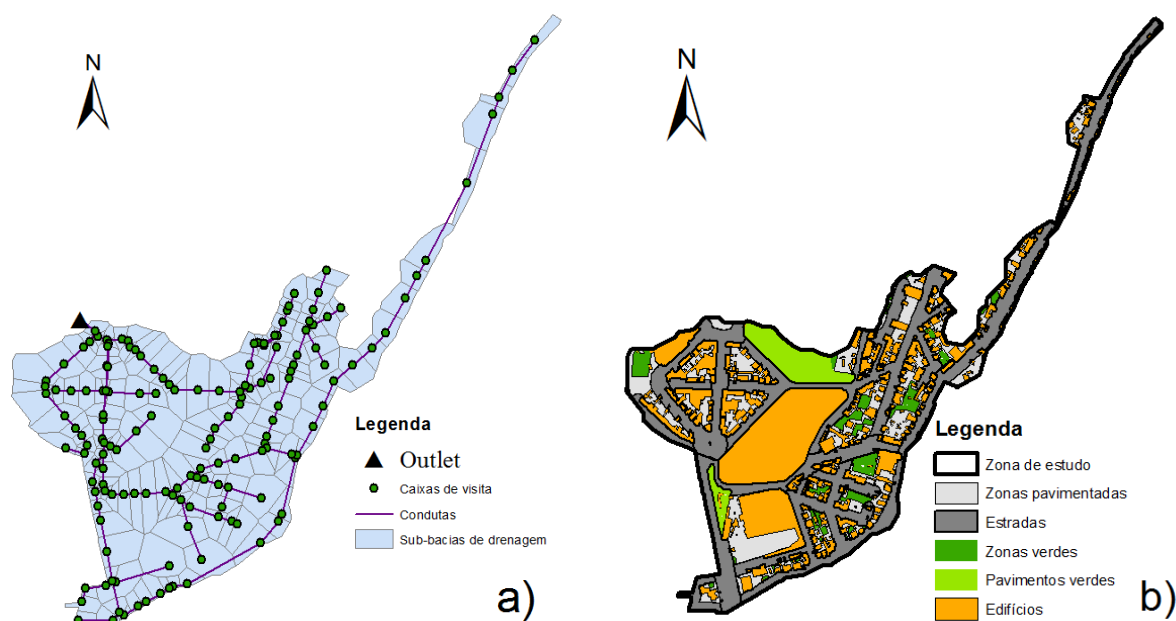 N
Legenda
Outlet
Caixas de visita
Condutas
Sub-bacias de drenagem
a)
N
Legenda
Zona de estudo
Zonas pavimentadas
Estradas
Zonas verdes
Pavimentos verdes
Edifícios
b)